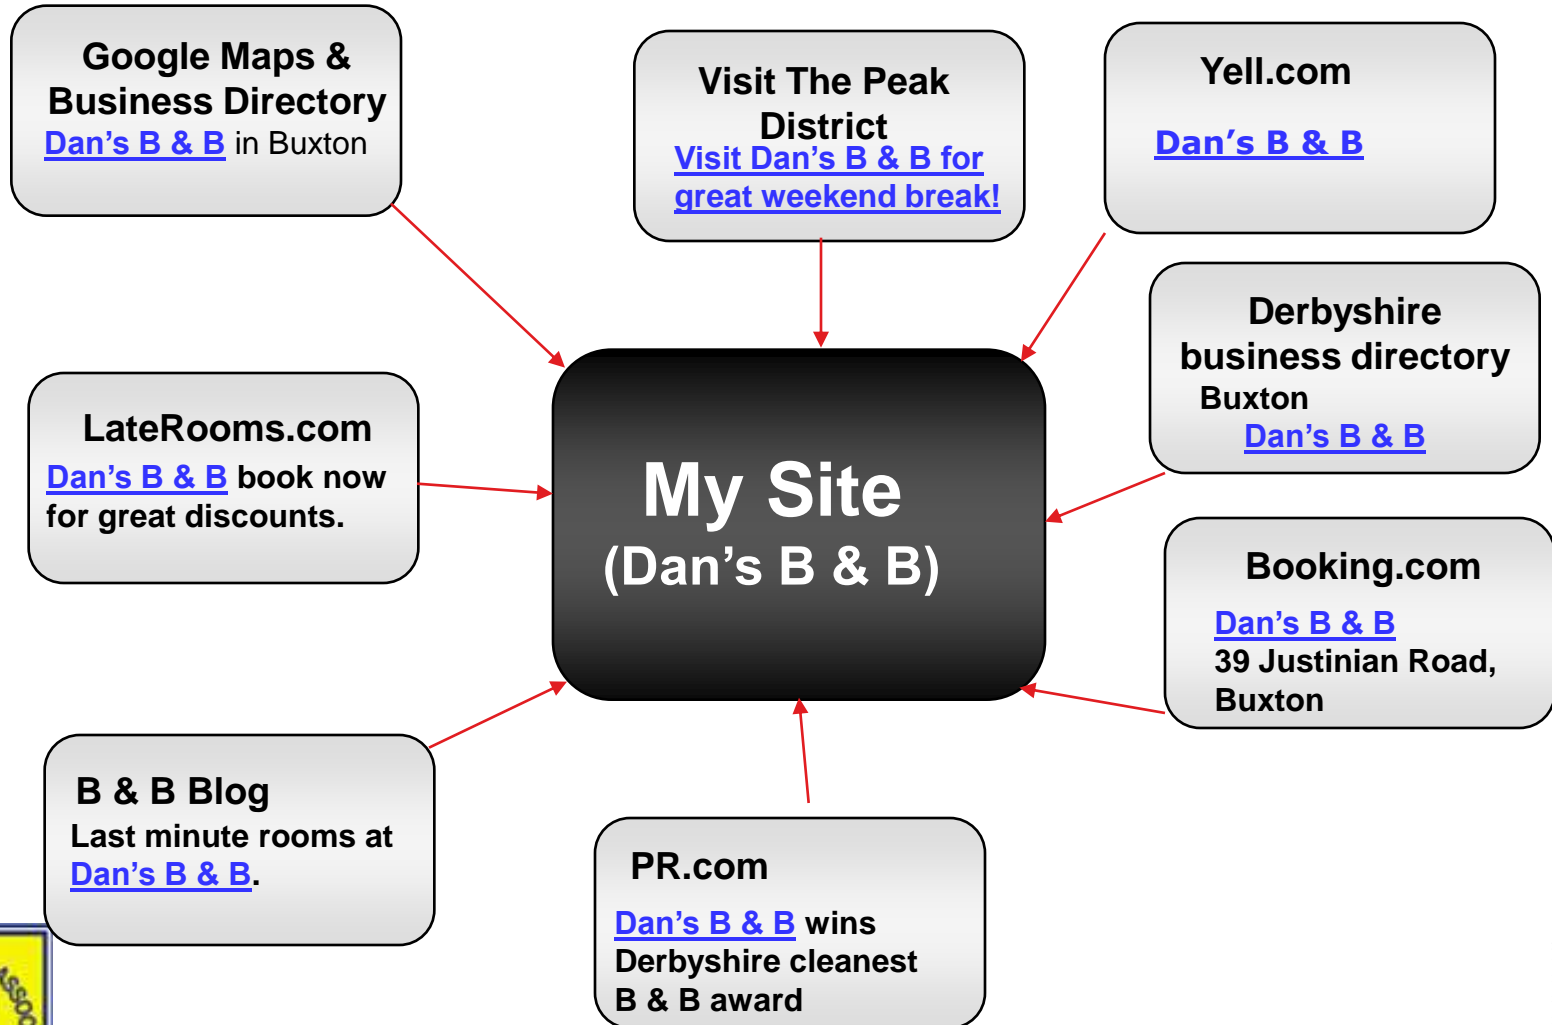 Google Maps &
Business Directory
Dan's B & B in Buxton
Visit The Peak
District
Visit Dan's B & B for
great weekend break!
Yell.com
Dan's B & B
Derbyshire
business directory
Buxton
Dan's B & B
LateRooms.com
Dan's B & B book now
for great discounts.
My Site
(Dan's B & B)
Booking.com
Dan's B & B
39 Justinian Road,
Buxton
B & B Blog
Last minute rooms at
Dan's B & B.
PR.com
Dan's B & B wins
Derbyshire cleanest
B & B award